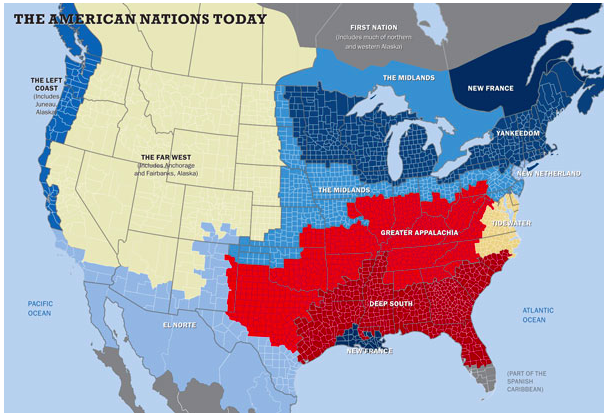 THE AMERICAN NATIONS TODAY
FIRST NATION
(Includes much of northern
and western Alaska)
THE LEFT
COAST
(Includes
Juneau,
Alaska)
THE MIDLANDS
NEW FRANCE
YANKEEDOM
THE FAR WEST
(Includes Anchorage
and Fairbanks, Alaska)
NEW NETHERLAND
THE MIDLANDS
TIDEWATER
GREATER APPALACHIA
PACIFIC
OCEAN
DEEP SOUTH
ATLANTIC
OCEAN
EL NORTE
NEW FRANCE
(PART OF THE
SPANISH
CARIBBEAN)